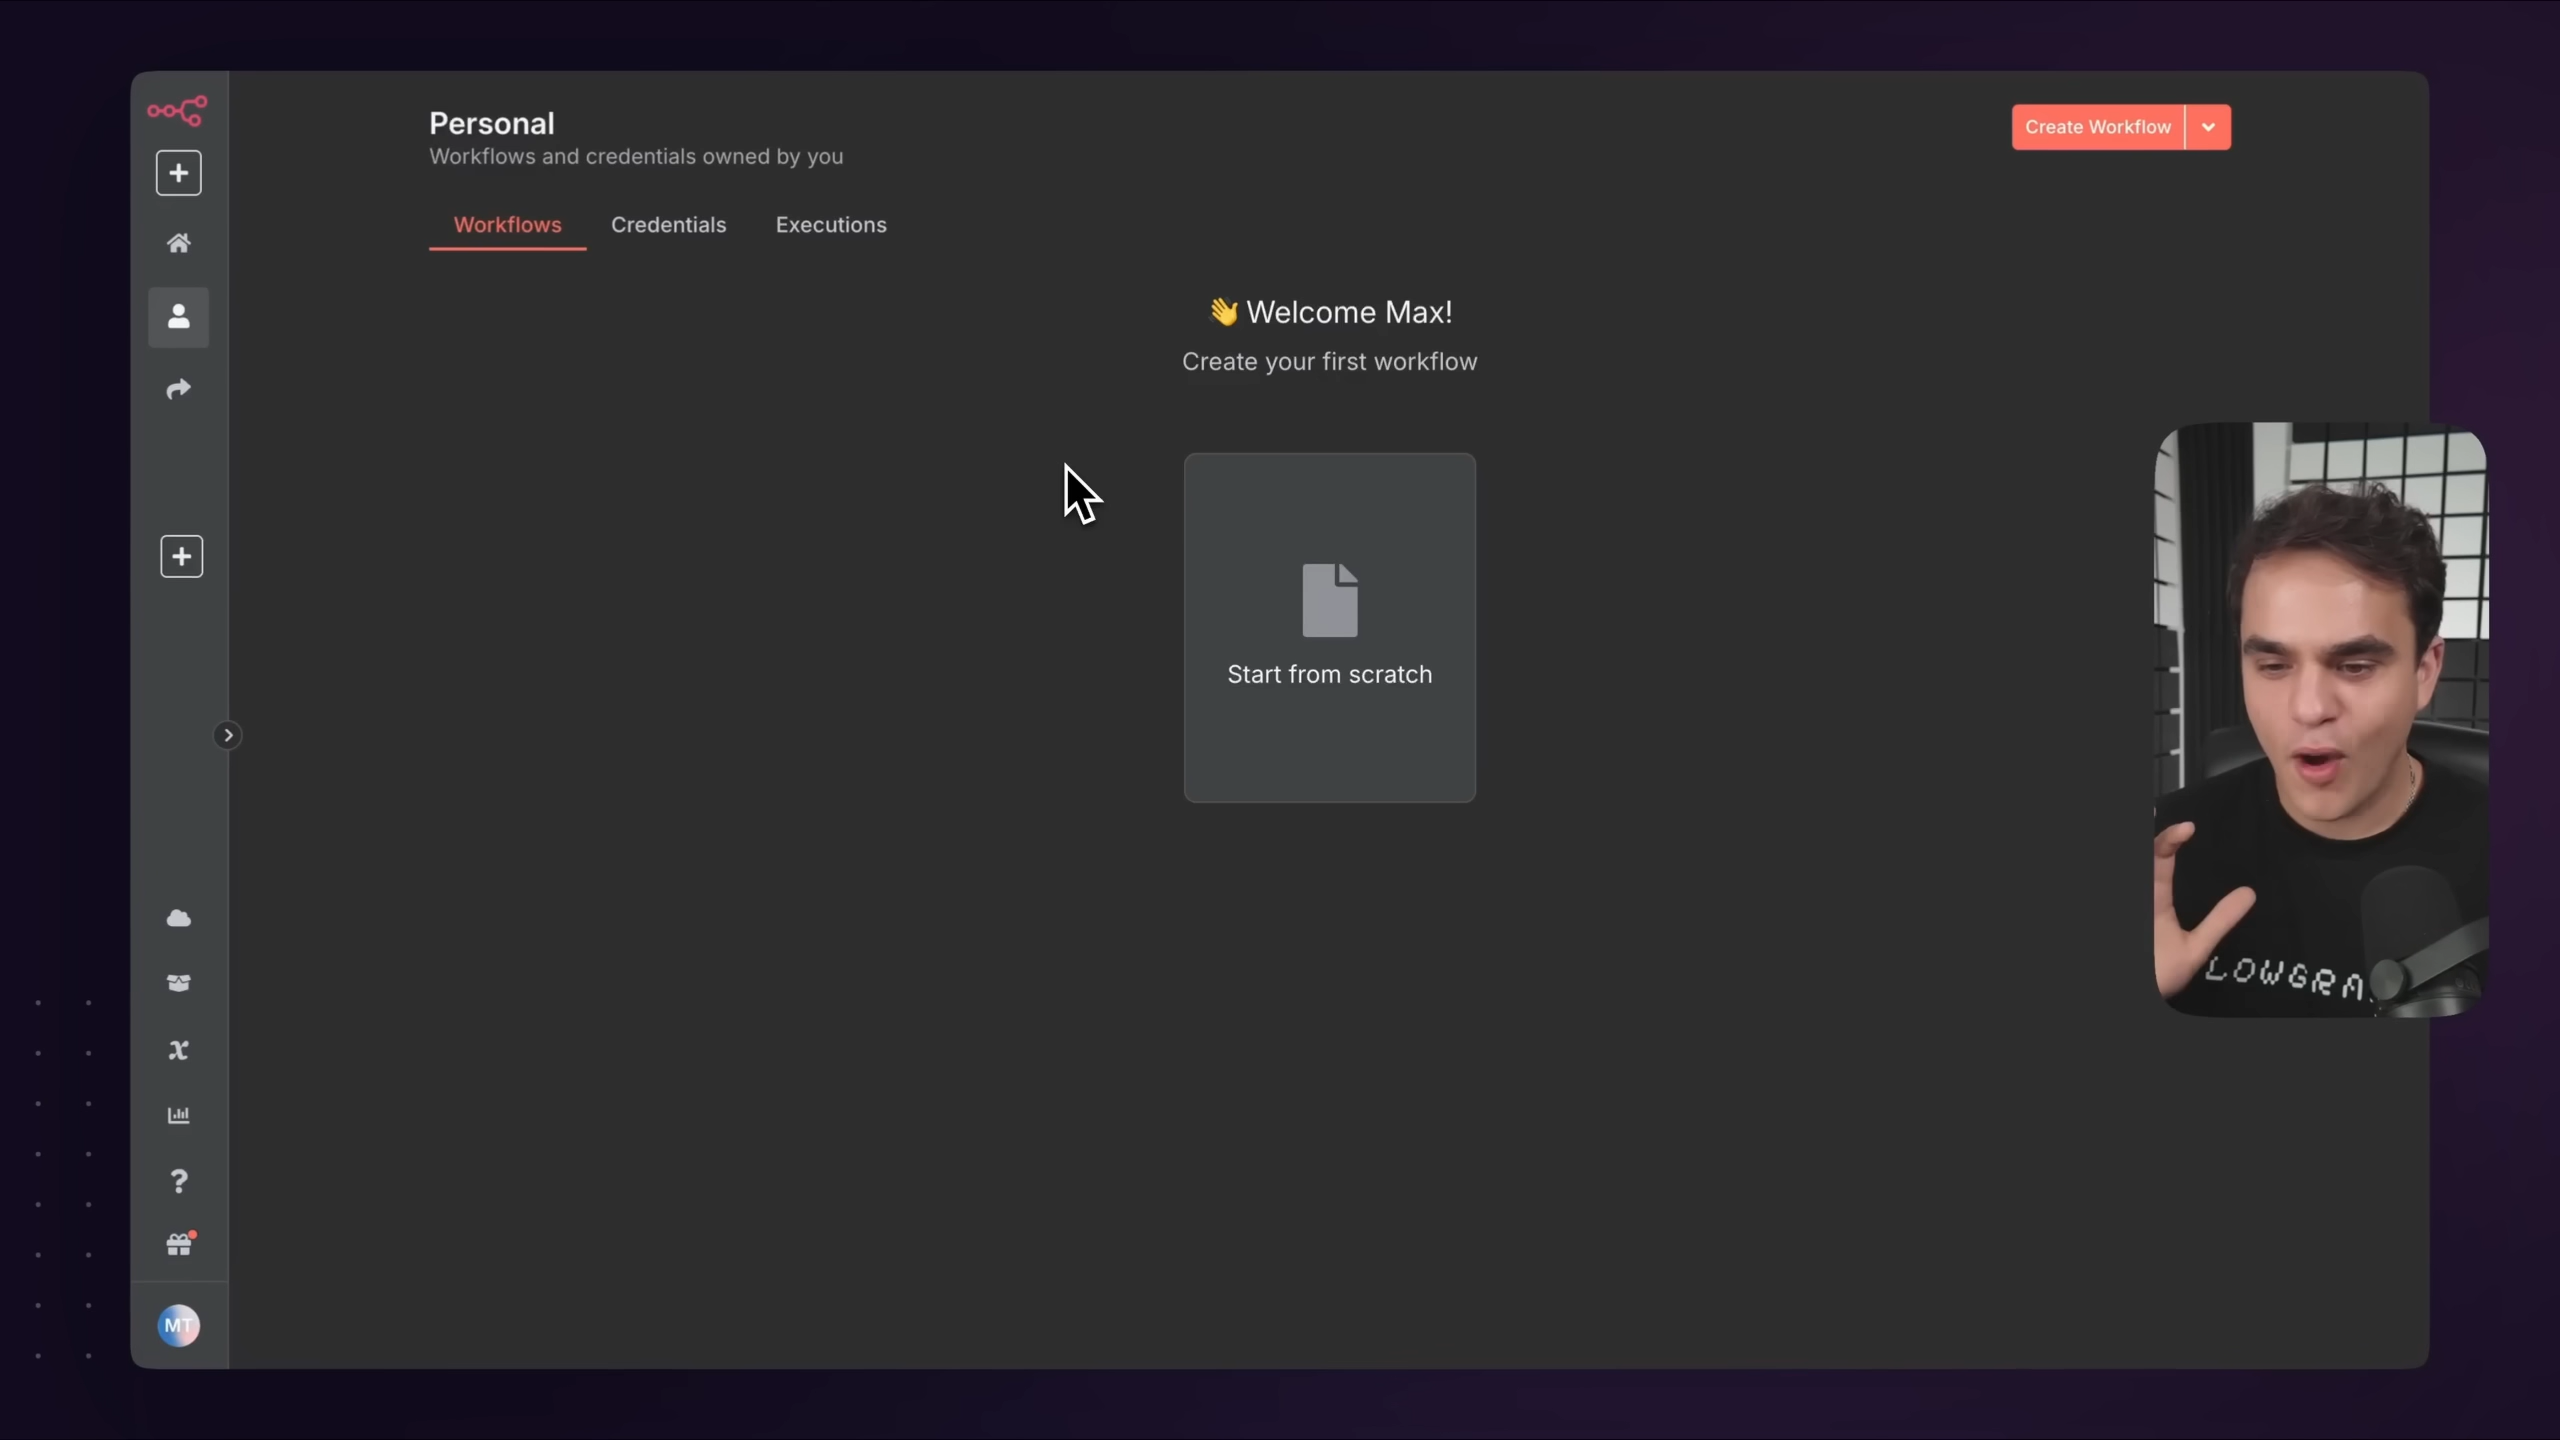 Personal
Workflows and credentials owned by you
Create Workflow
Workflows
Credentials
Executions
👋 Welcome Max!
Create your first workflow
Start from scratch
LOWGRA
MT